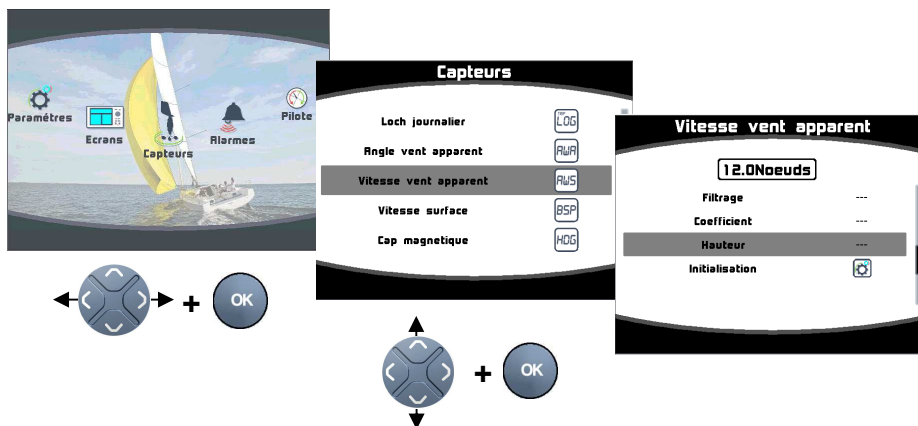 Paramétres
Ecrans
Capteurs
Alarmes
Pilote
+ OK
Capteurs
Loch journalier LOG
Angle vent apparent AWA
Vitesse vent apparent AWS
Vitesse surface BSP
Cap magnetique HDG
+ OK
Vitesse vent apparent
12.0Noeuds
Filtrage ---
Coefficient ---
Hauteur ---
Initialisation